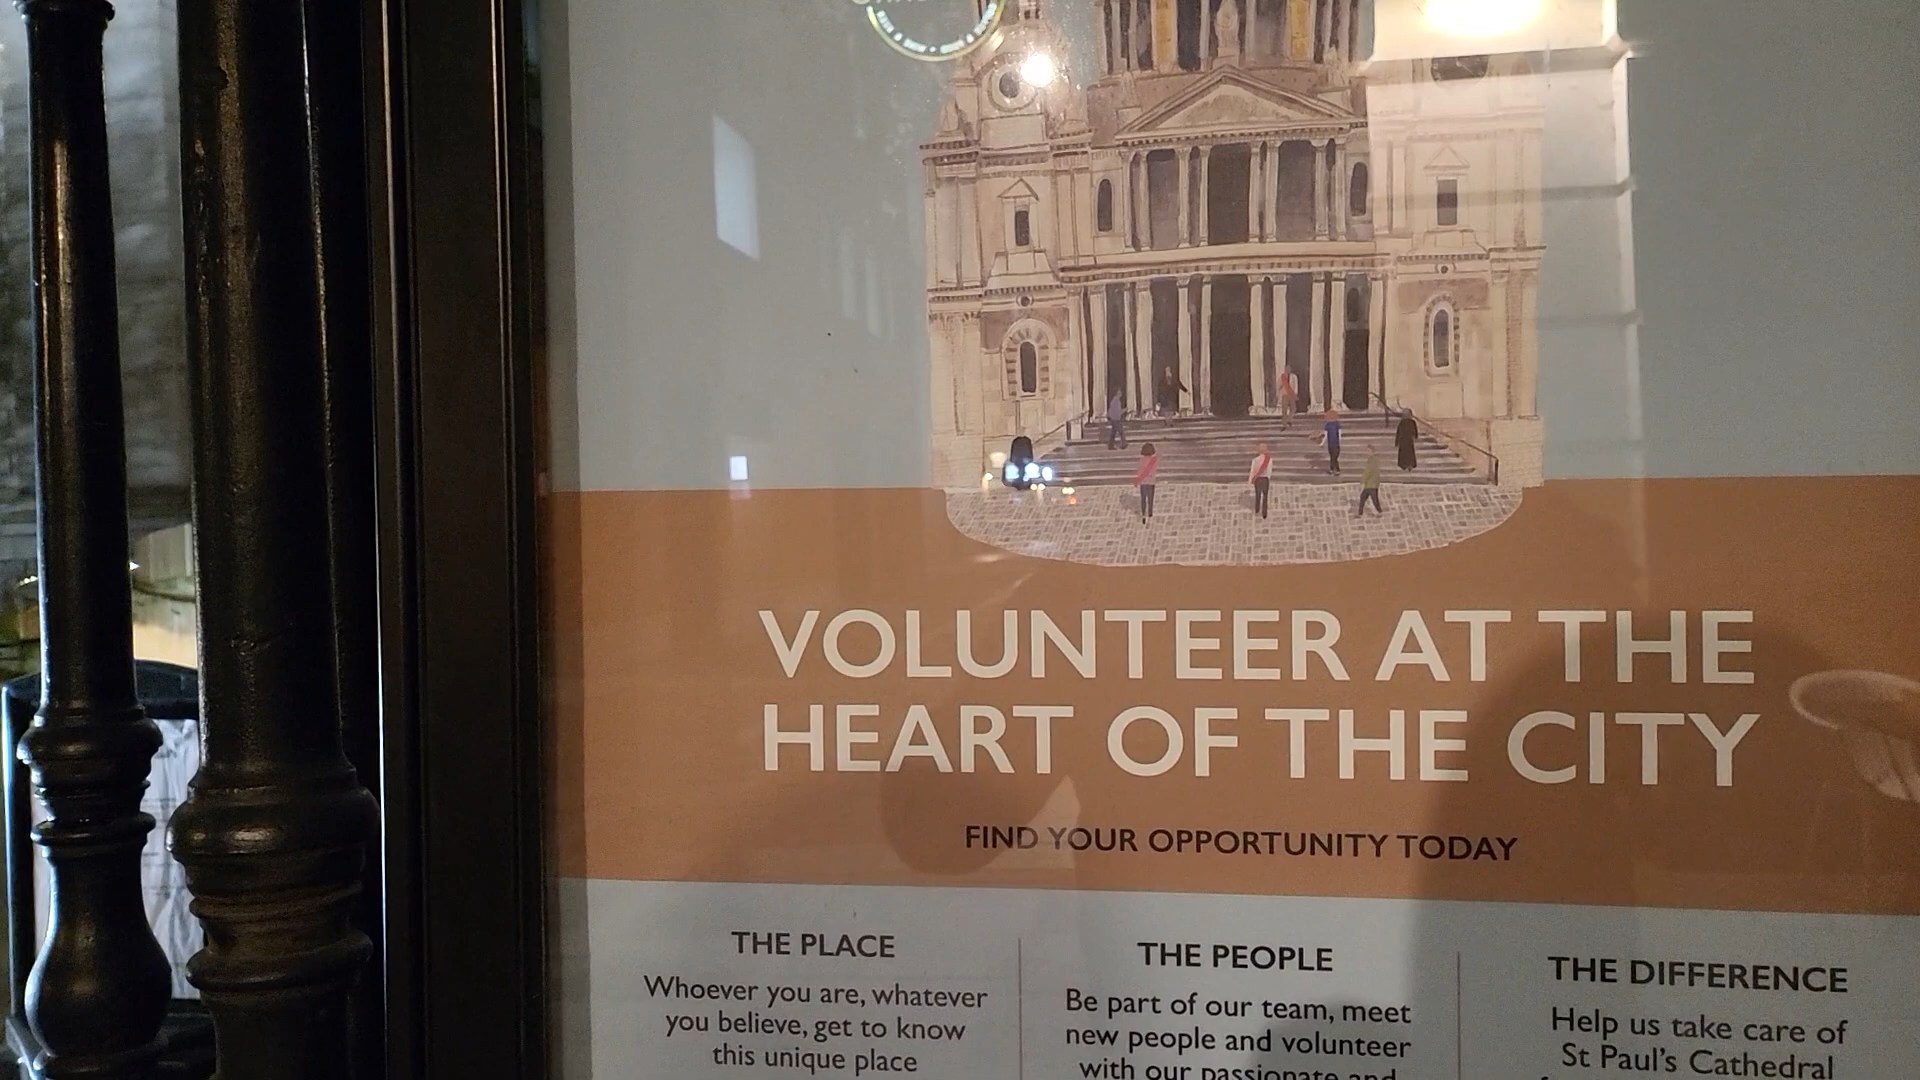 VOLUNTEER AT THE
HEART OF THE CITY
FIND YOUR OPPORTUNITY TODAY
THE PLACE
Whoever you are, whatever
you believe, get to know
this unique place
THE PEOPLE
Be part of our team, meet
new people and volunteer
with our passionate and
THE DIFFERENCE
Help us take care of
St Paul's Cathedral